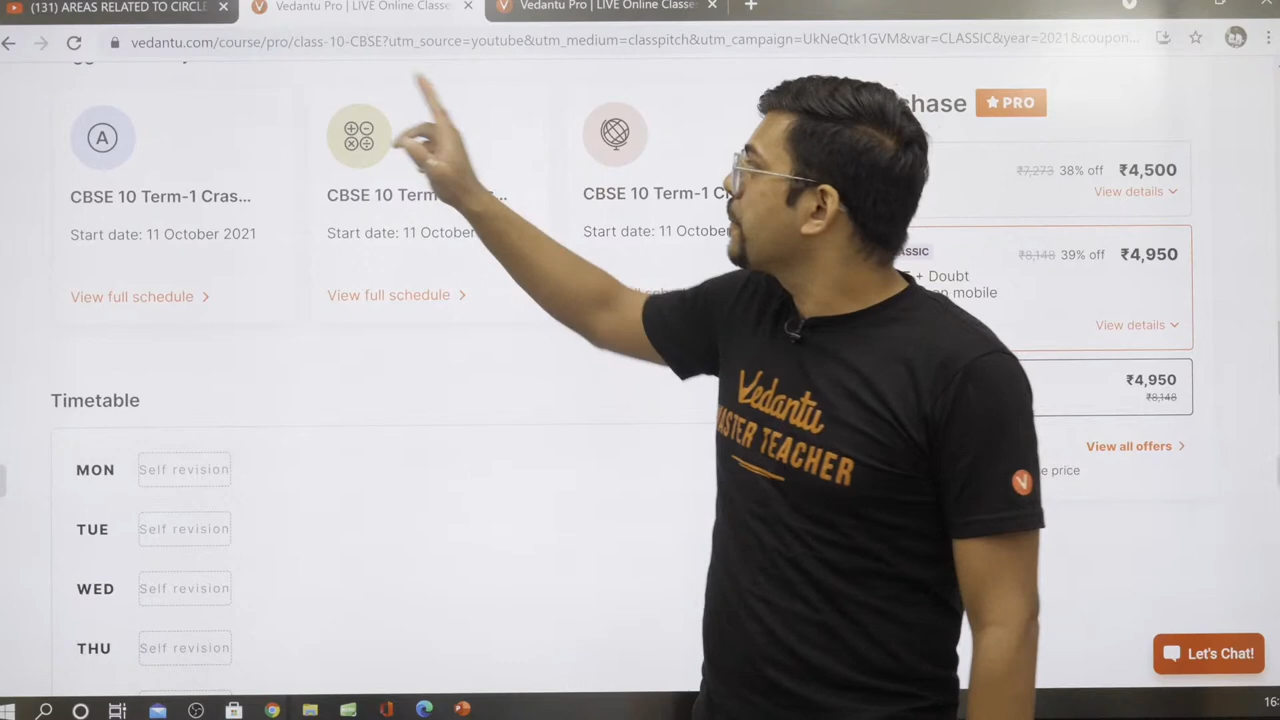 (131) AREAS RELATED TO CIRCLE
Vedantu Pro | LIVE Online Classe
Vedantu Pro | LIVE Online Classe
vedantu.com/course/pro/class-10-CBSE?utm_source=youtube&utm_medium=classpitch&utm_campaign=UkNeQtk1GVM&var=CLASSIC&year=2021&coupon...
chase
PRO
A
CBSE 10 Term-1 Cras...
Start date: 11 October 2021
View full schedule
CBSE 10 Ter
Start date: 11 October
View full schedule
CBSE 10 Term-1 C
Start date: 11 October
₹7,273 38% off ₹4,500
View details
ASSIC
₹8,148 39% off ₹4,950
+ Doubt
on mobile
View details
₹4,950
₹8,148
View all offers
e price
Timetable
MON Self revision
TUE Self revision
WED Self revision
THU Self revision
Vedantu
MASTER TEACHER
V
Let's Chat!
16: